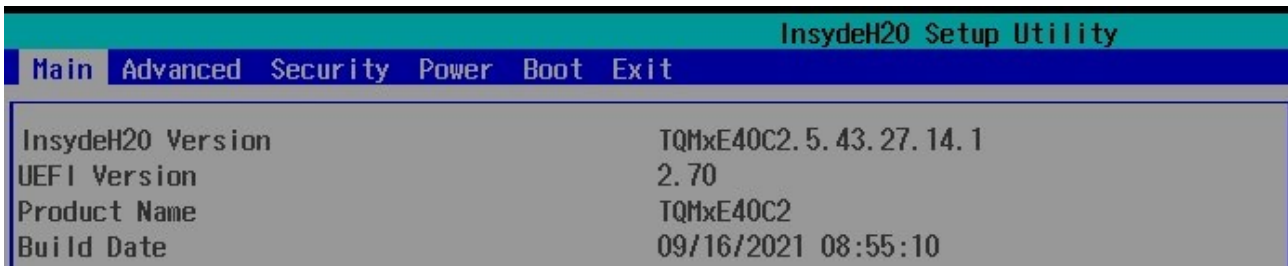 InsydeH20 Setup Utility
Main Advanced Security Power Boot Exit
InsydeH20 Version TQMxE40C2.5.43.27.14.1
UEFI Version 2.70
Product Name TQMxE40C2
Build Date 09/16/2021 08:55:10